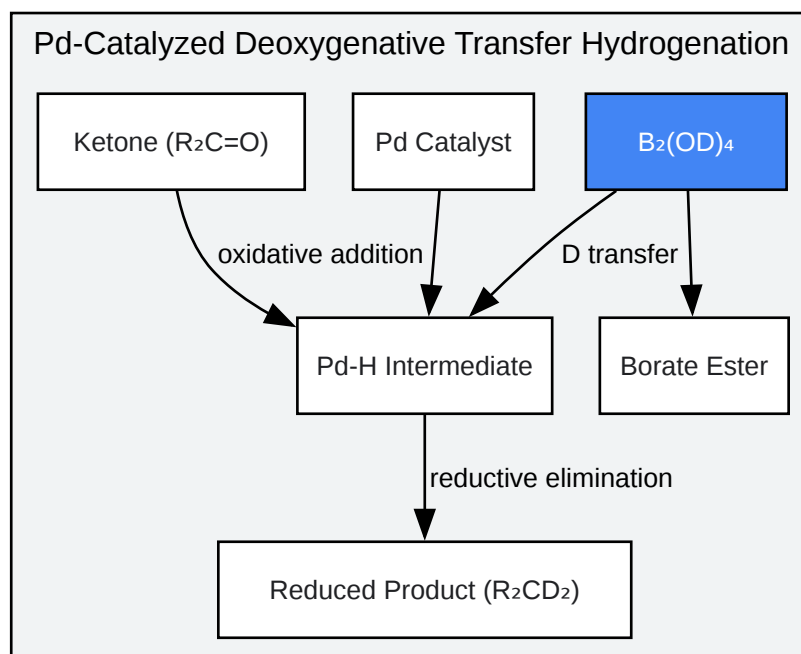 Pd-Catalyzed Deoxygenative Transfer Hydrogenation
Ketone (R₂C=O)
Pd Catalyst
B₂(OD)₄
oxidative addition
D transfer
Pd-H Intermediate
Borate Ester
reductive elimination
Reduced Product (R₂CD₂)